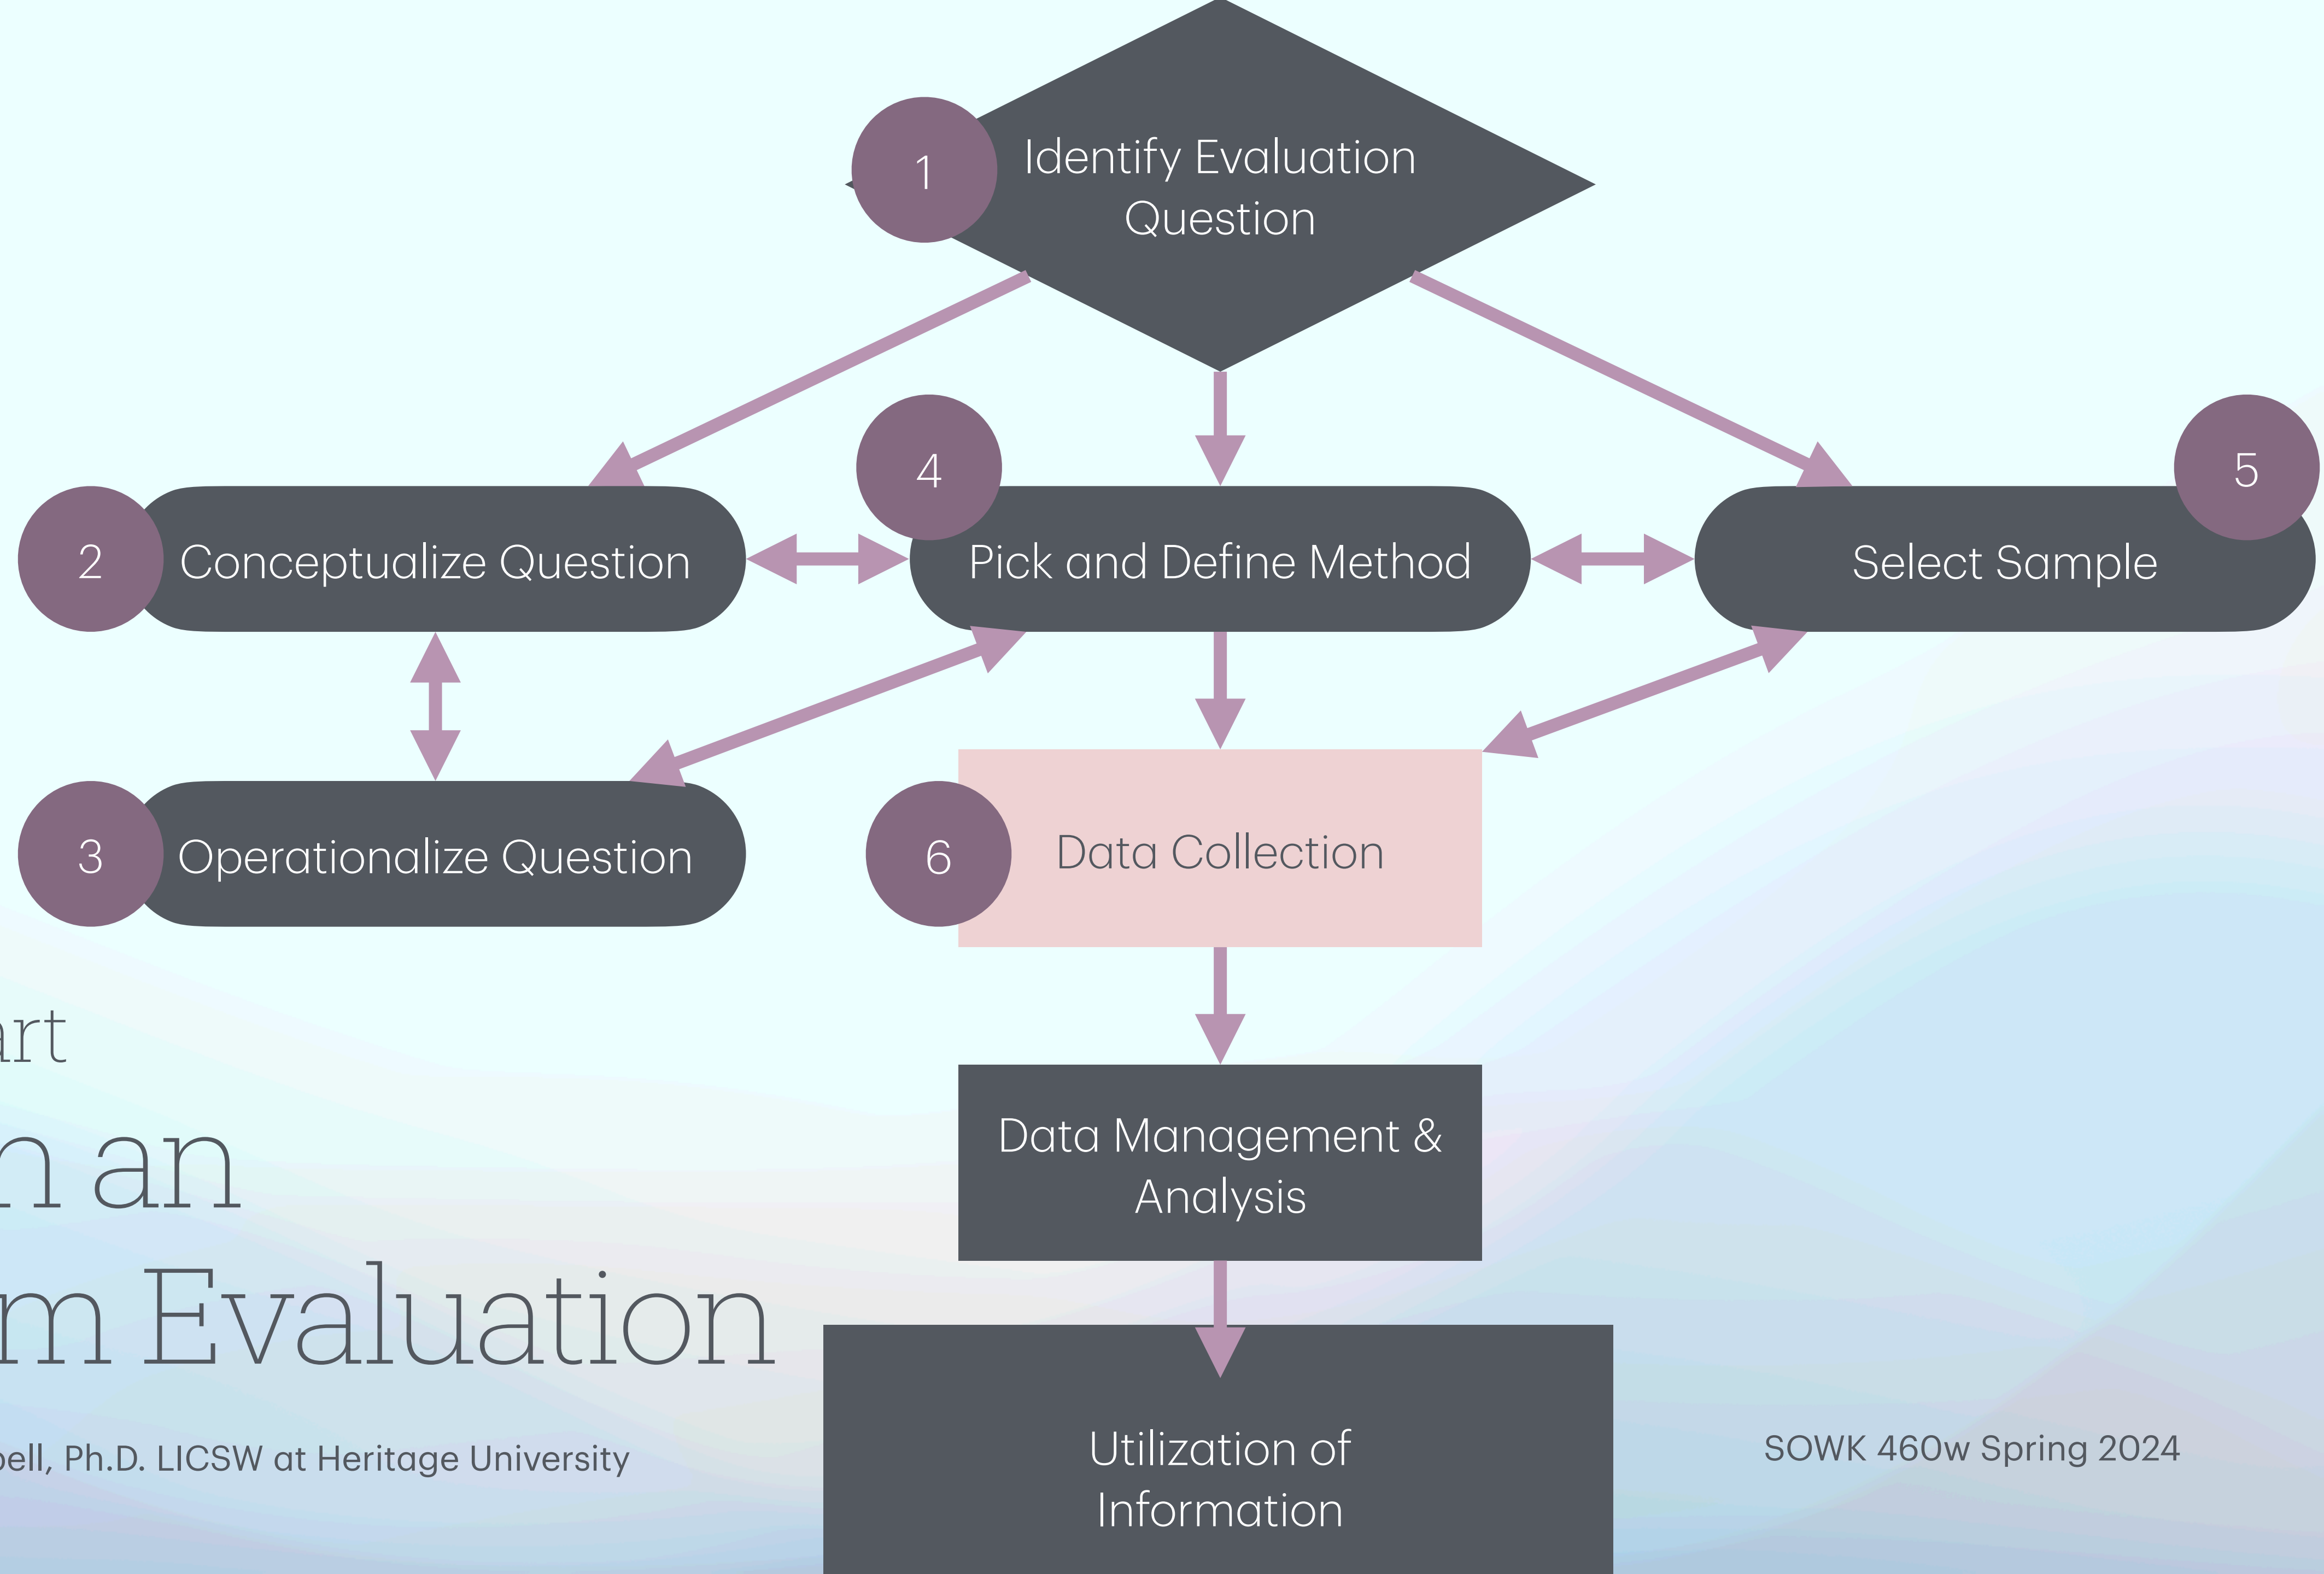 1
Identify Evaluation
Question
2
Conceptualize Question
4
Pick and Define Method
5
Select Sample
3
Operationalize Question
6
Data Collection
Data Management &
Analysis
Utilization of
Information
an
Evaluation
Ph.D. LICSW at Heritage University
SOWK 460w Spring 2024